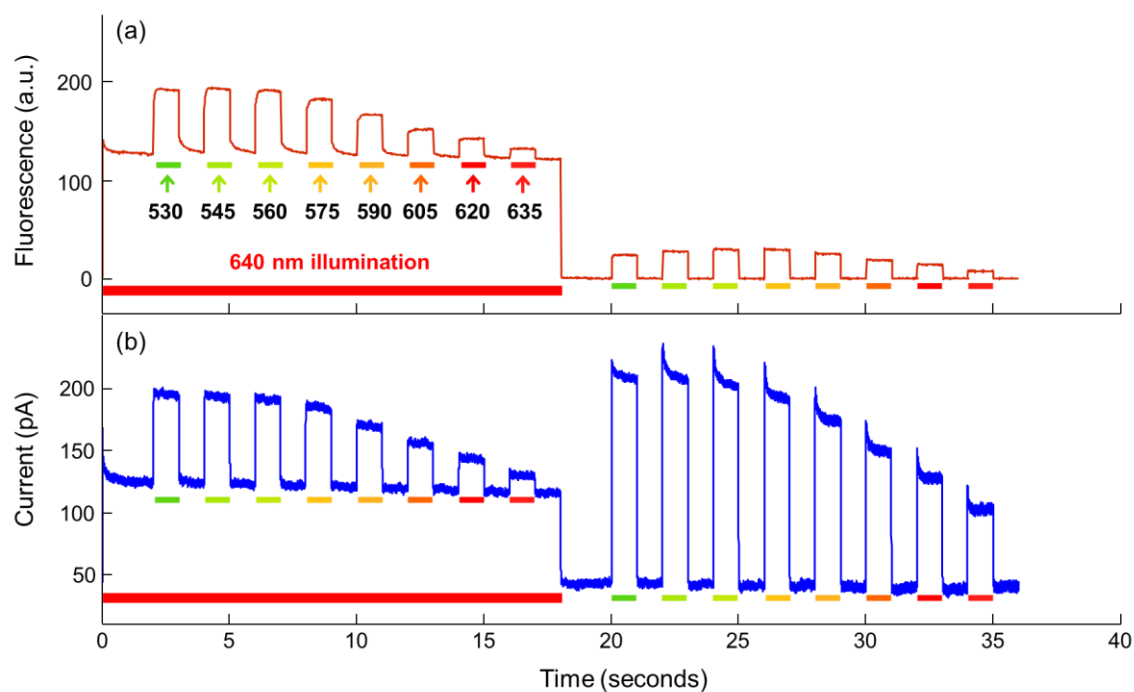 (a)
Fluorescence (a.u.)
200
100
0
530 545 560 575 590 605 620 635
640 nm illumination
(b)
Current (pA)
200
150
100
50
0 5 10 15 20 25 30 35 40
Time (seconds)